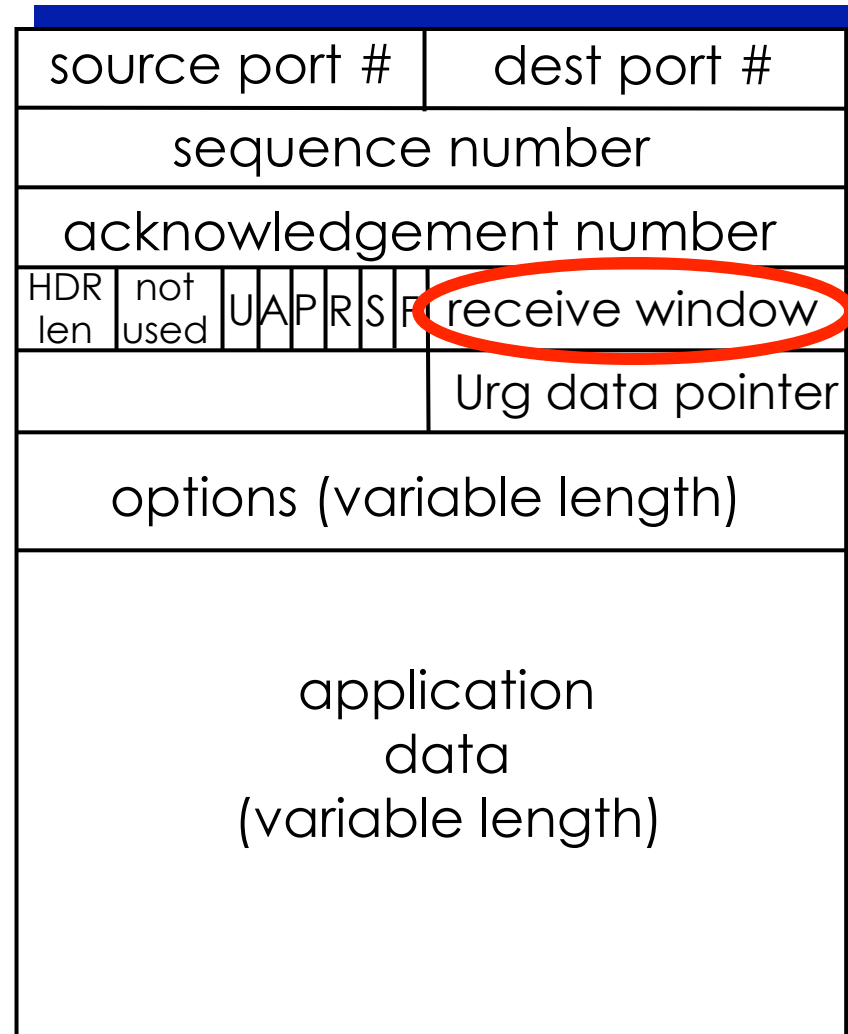 source port # dest port #
sequence number
acknowledgement number
HDR len not used U A P R S F receive window
Urg data pointer
options (variable length)
application
data
(variable length)